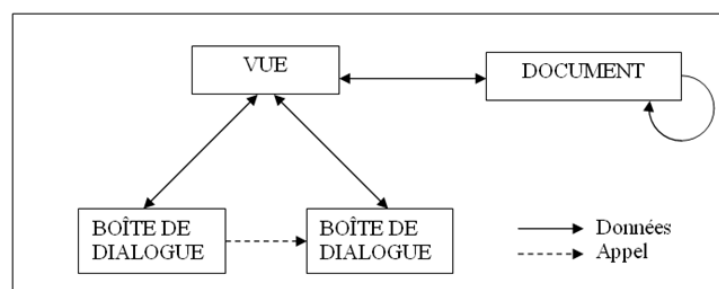 VUE
DOCUMENT
BOÎTE DE
DIALOGUE
BOÎTE DE
DIALOGUE
Données
Appel